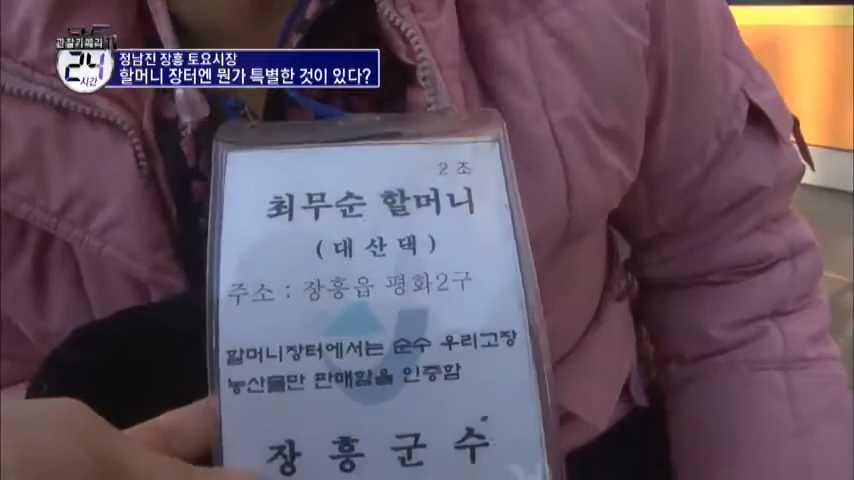 관찰카메라
24
시간
정남진 장흥 토요시장
할머니 장터엔 뭔가 특별한 것이 있다?
2 조
최무순 할머니
( 대 산 댁 )
주소 : 장흥읍 평화2구
할머니장터에서는 순수 우리고장
농산물만 판매함을 인증함
장 흥 군 수